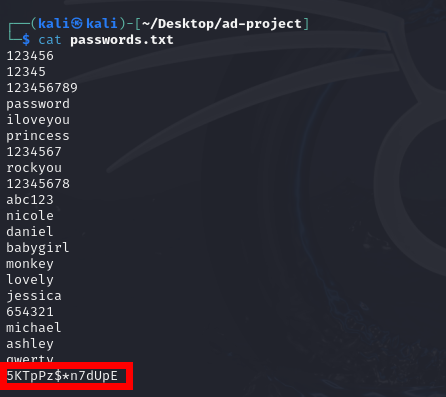 ┌──(kali㉿kali)-[~/Desktop/ad-project]
└─$ cat passwords.txt
123456
12345
123456789
password
iloveyou
princess
1234567
rockyou
12345678
abc123
nicole
daniel
babygirl
monkey
lovely
jessica
654321
michael
ashley
qwerty
5KTpPz$*n7dUpE